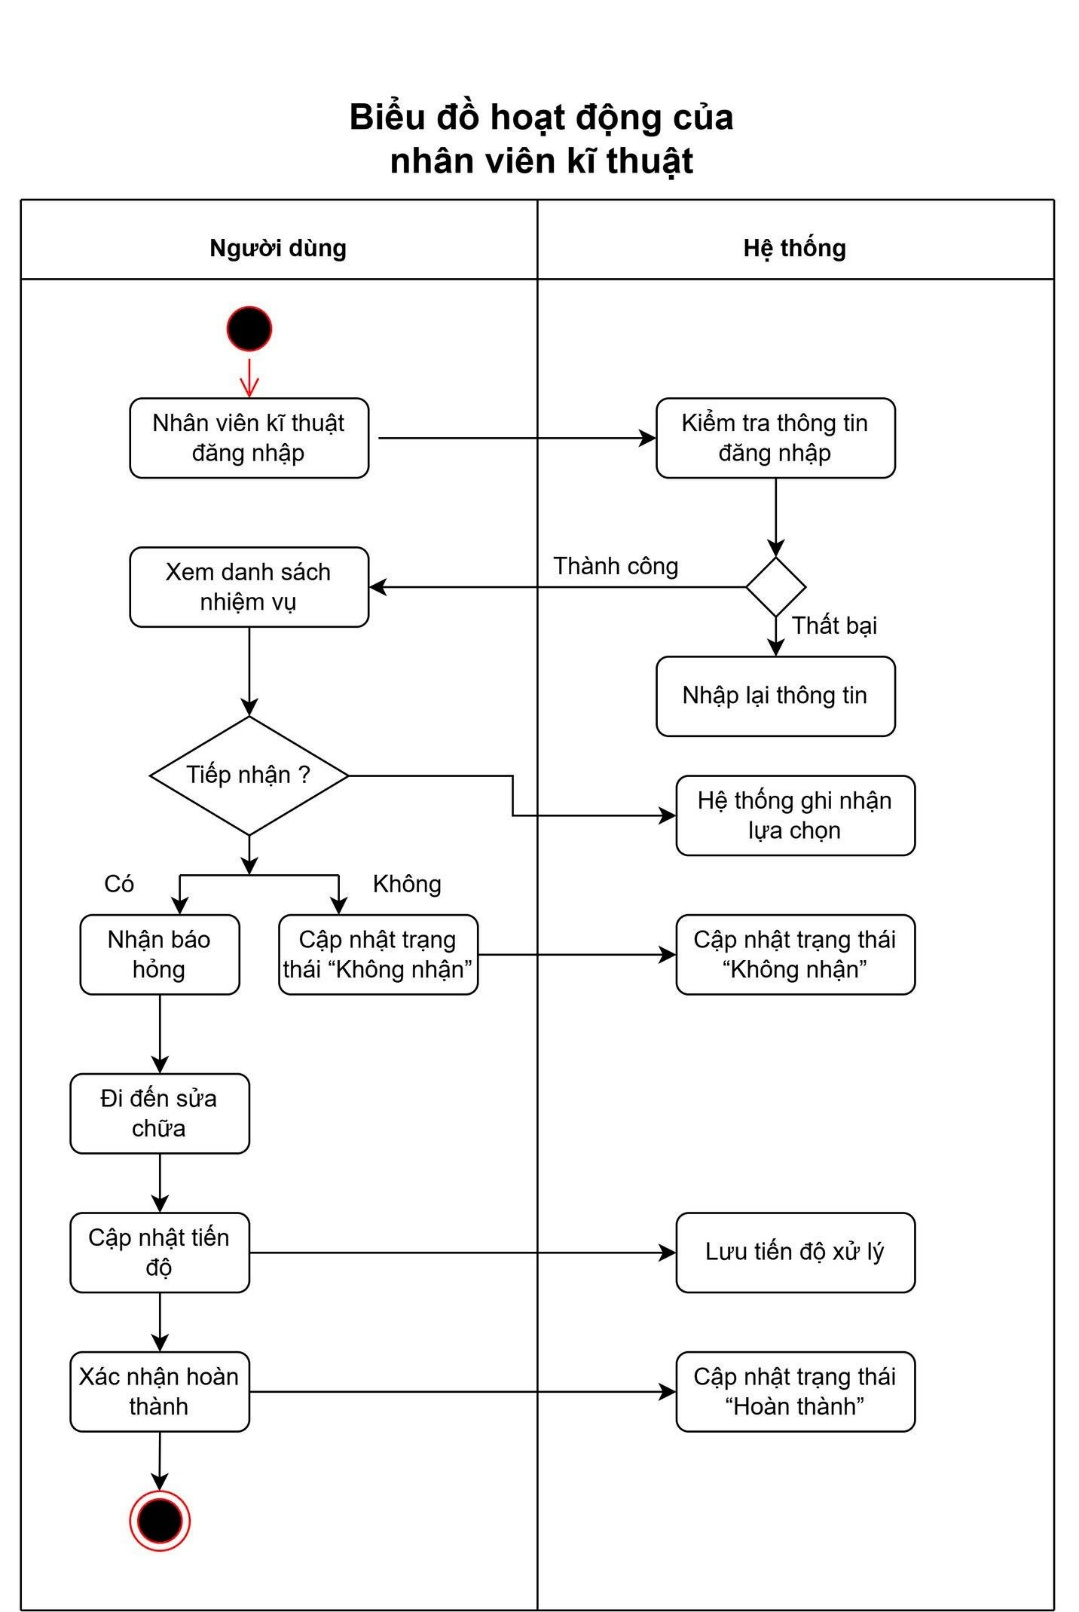 Biểu đồ hoạt động của
nhân viên kĩ thuật
Người dùng
Hệ thống
Nhân viên kĩ thuật
đăng nhập
Kiểm tra thông tin
đăng nhập
Xem danh sách
nhiệm vụ
Thành công
Thất bại
Nhập lại thông tin
Tiếp nhận ?
Hệ thống ghi nhận
lựa chọn
Có
Không
Nhận báo
hỏng
Cập nhật trạng
thái “Không nhận”
Cập nhật trạng thái
“Không nhận”
Đi đến sửa
chữa
Cập nhật tiến
độ
Lưu tiến độ xử lý
Xác nhận hoàn
thành
Cập nhật trạng thái
“Hoàn thành”